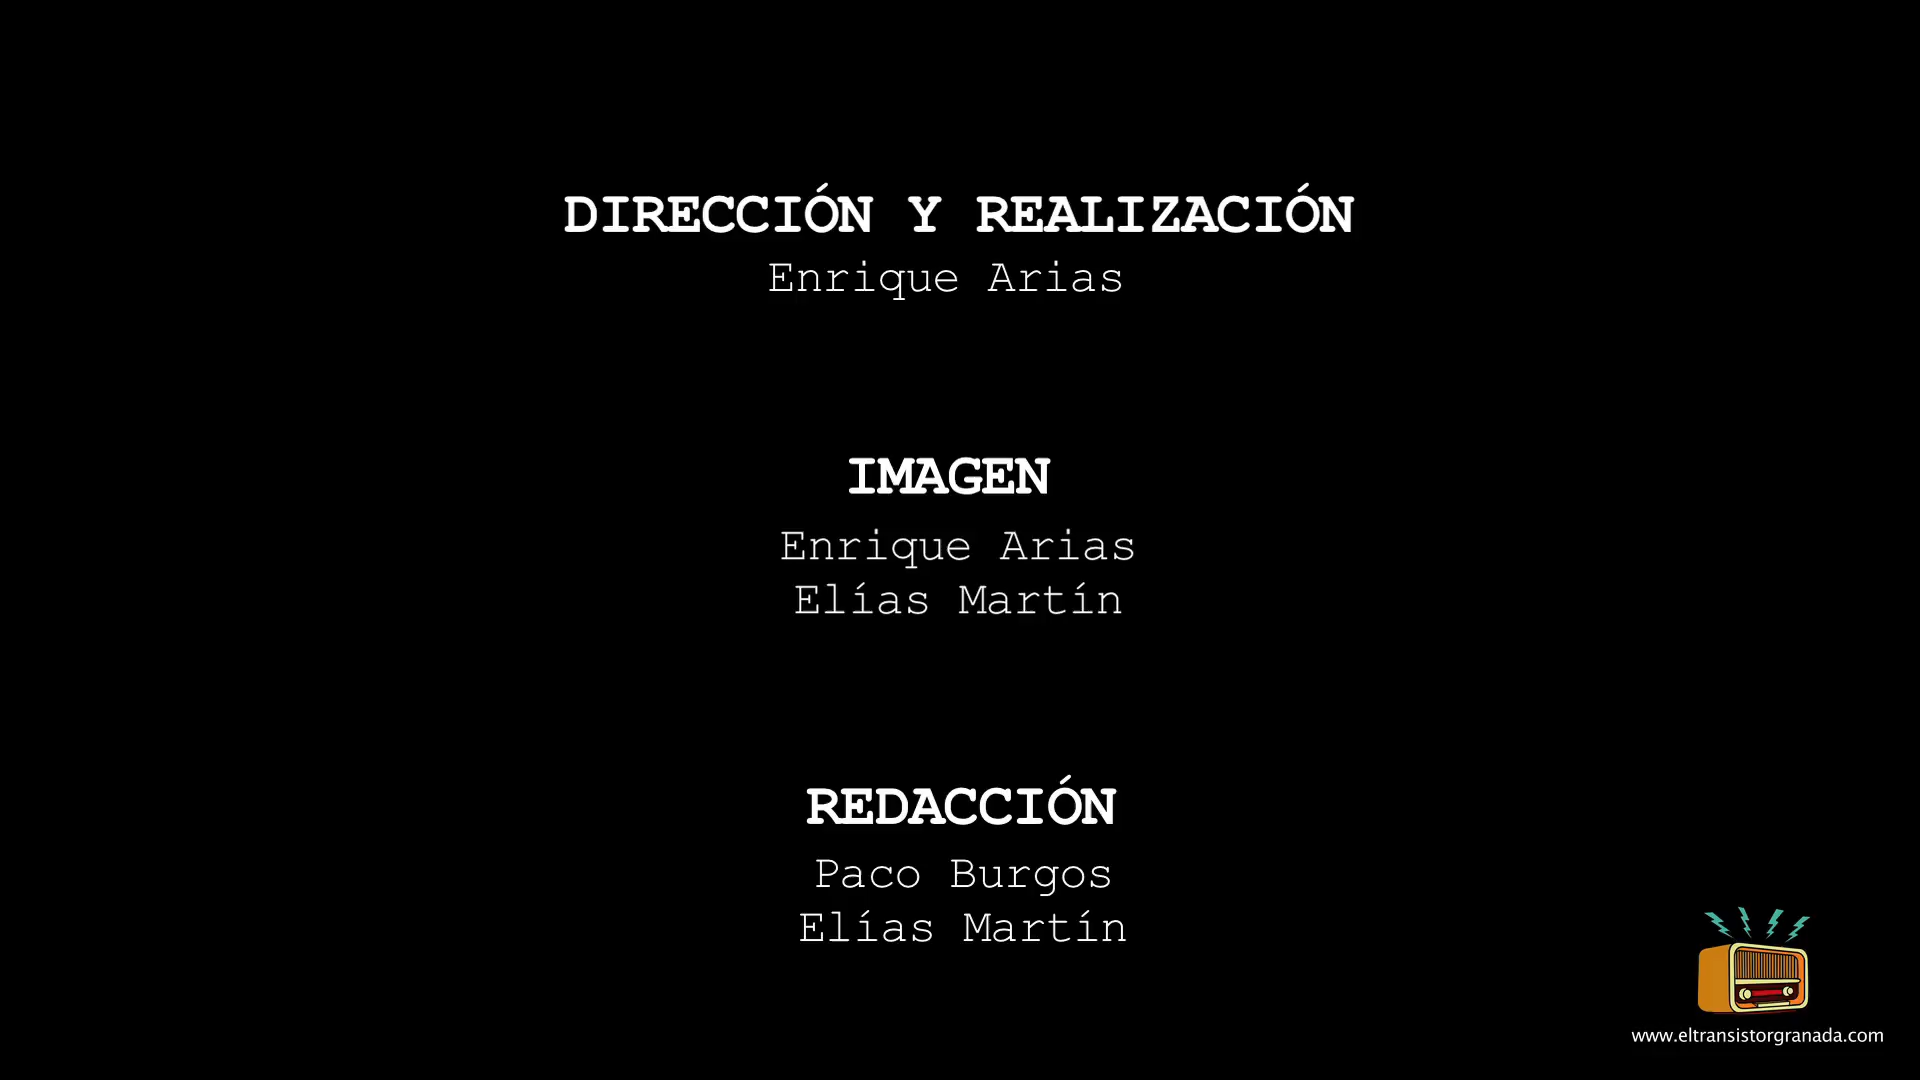 DIRECCIÓN Y REALIZACIÓN
Enrique Arias
IMAGEN
Enrique Arias
Elías Martín
REDACCIÓN
Paco Burgos
Elías Martín
www.eltransistorgranada.com